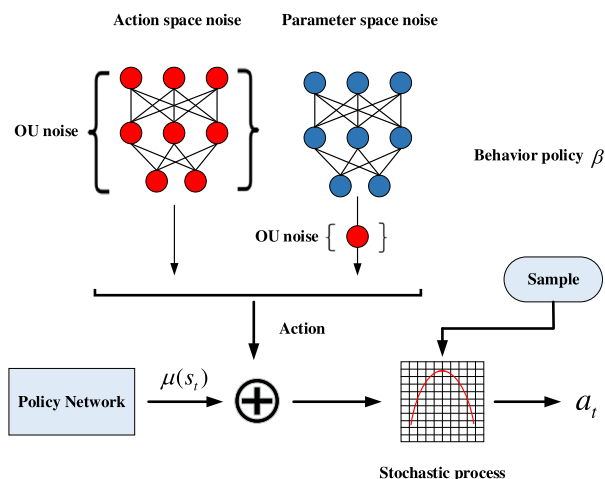 Action space noise
Parameter space noise
OU noise
Behavior policy β
OU noise
Sample
Action
Policy Network
μ(s_t)
a_t
Stochastic process